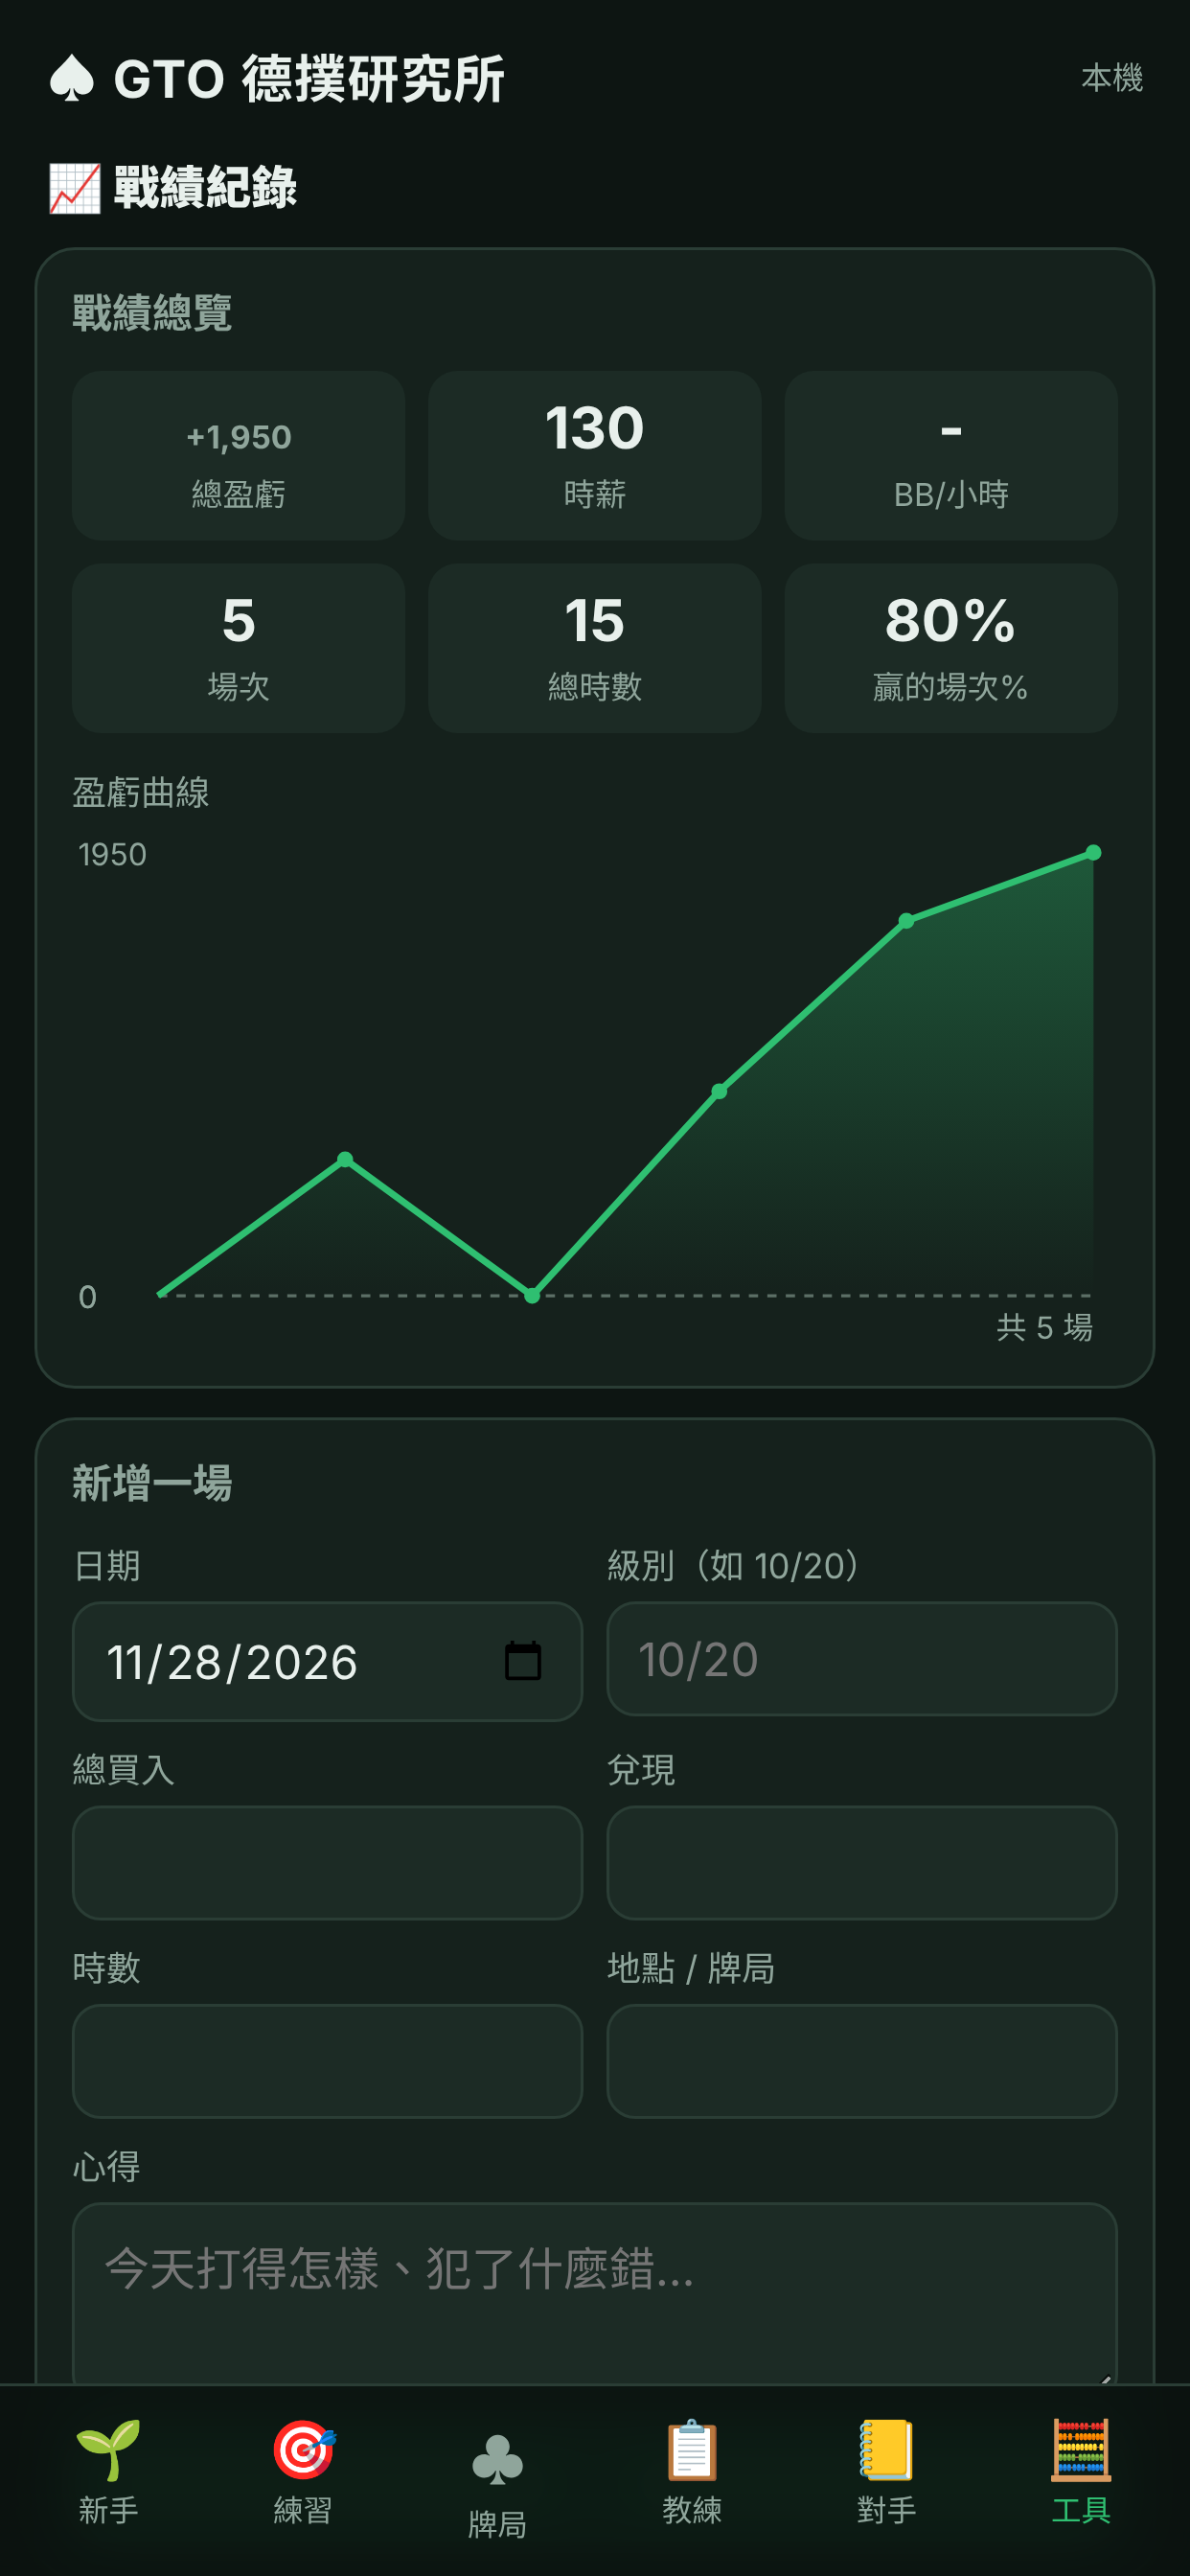 GTO 德撲研究所
本機
戰績紀錄
戰績總覽
+1,950
總盈虧
130
時薪
-
BB/小時
5
場次
15
總時數
80%
贏的場次%
盈虧曲線
1950
0
共 5 場
新增一場
日期
級別（如 10/20）
11/28/2026
10/20
總買入
兌現
時數
地點 / 牌局
心得
今天打得怎樣、犯了什麼錯...
新手
練習
牌局
教練
對手
工具